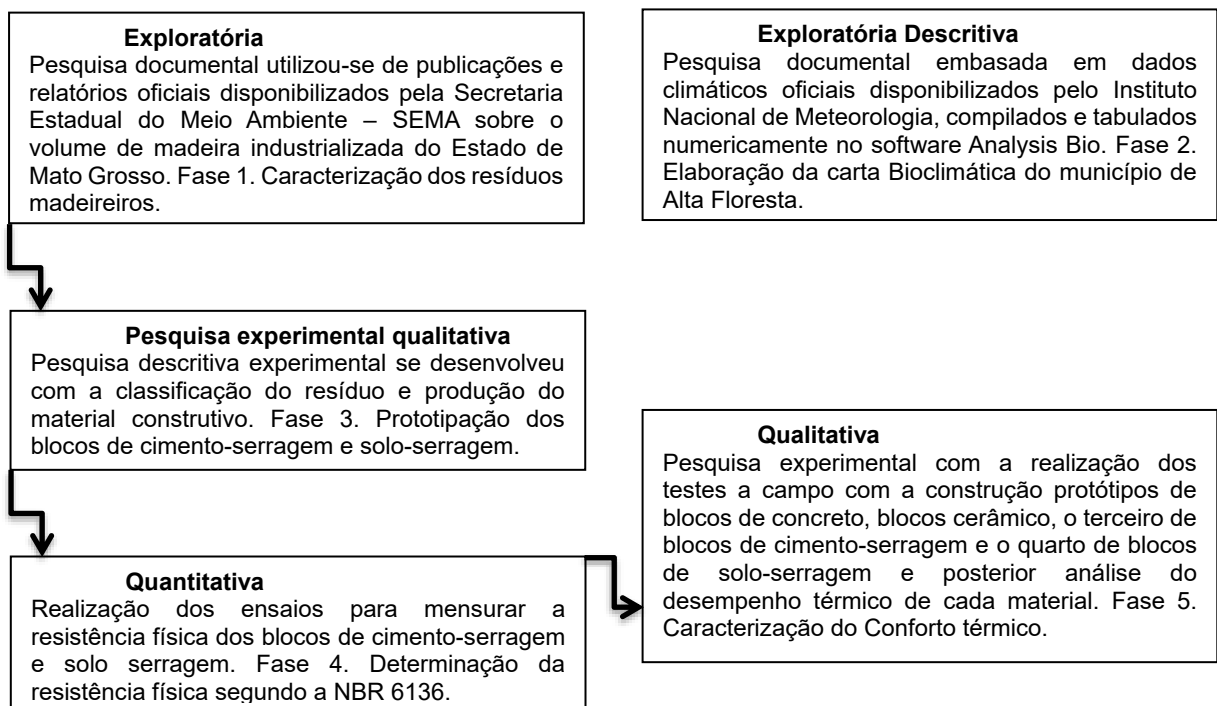 Exploratória
Pesquisa documental utilizou-se de publicações e
relatórios oficiais disponibilizados pela Secretaria
Estadual do Meio Ambiente – SEMA sobre o
volume de madeira industrializada do Estado de
Mato Grosso. Fase 1. Caracterização dos resíduos
madeireiros.
Exploratória Descritiva
Pesquisa documental embasada em dados
climáticos oficiais disponibilizados pelo Instituto
Nacional de Meteorologia, compilados e tabulados
numericamente no software Analysis Bio. Fase 2.
Elaboração da carta Bioclimática do município de
Alta Floresta.
Pesquisa experimental qualitativa
Pesquisa descritiva experimental se desenvolveu
com a classificação do resíduo e produção do
material construtivo. Fase 3. Prototipação dos
blocos de cimento-serragem e solo-serragem.
Quantitativa
Realização dos ensaios para mensurar a
resistência física dos blocos de cimento-serragem
e solo serragem. Fase 4. Determinação da
resistência física segundo a NBR 6136.
Qualitativa
Pesquisa experimental com a realização dos
testes a campo com a construção protótipos de
blocos de concreto, blocos cerâmico, o terceiro de
blocos de cimento-serragem e o quarto de blocos
de solo-serragem e posterior análise do
desempenho térmico de cada material. Fase 5.
Caracterização do Conforto térmico.